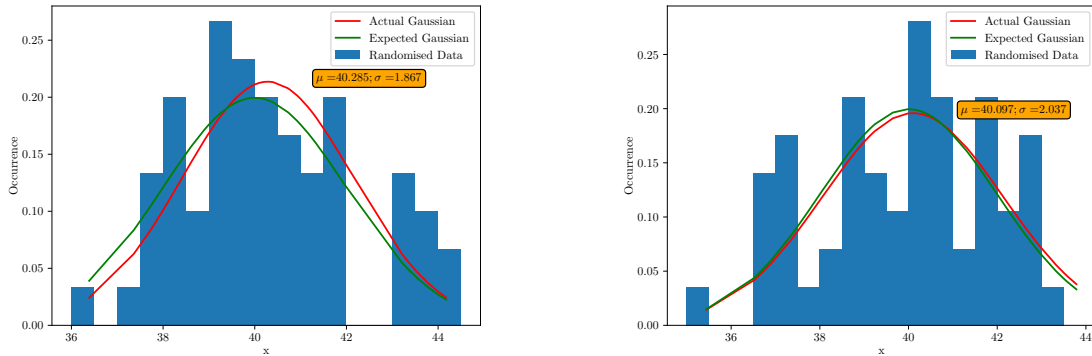 Actual Gaussian
Expected Gaussian
Randomised Data
μ =40.285; σ =1.867
Occurrence
0.25
0.20
0.15
0.10
0.05
0.00
36 38 40 42 44
x
Actual Gaussian
Expected Gaussian
Randomised Data
μ =40.097; σ =2.037
Occurrence
0.25
0.20
0.15
0.10
0.05
0.00
36 38 40 42 44
x